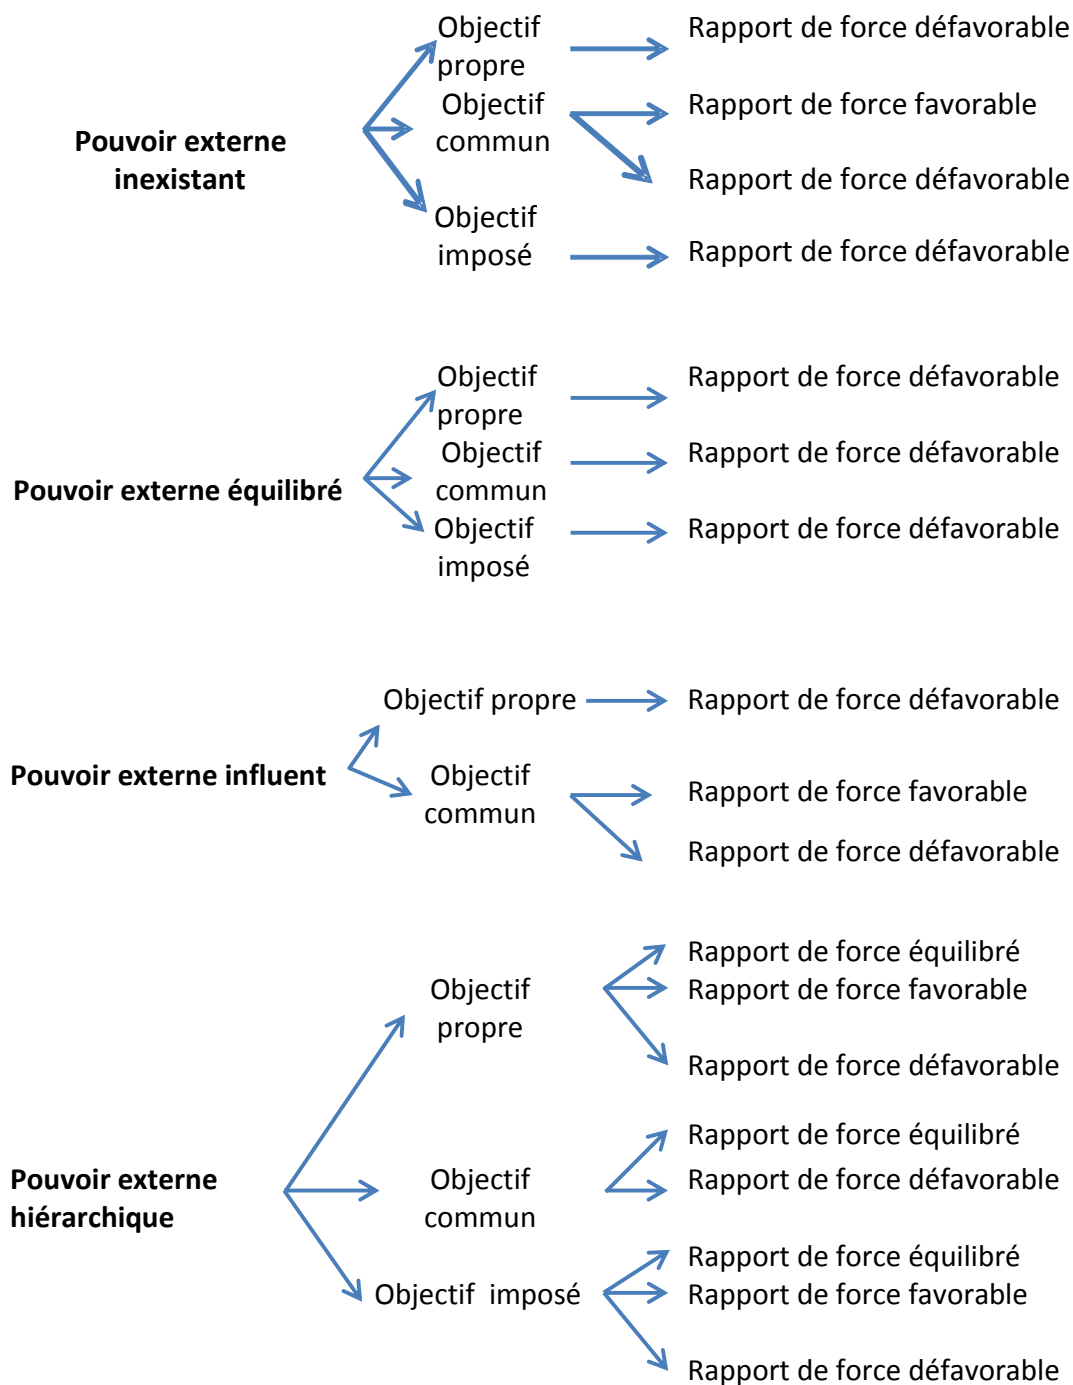 Objectif
propre
Rapport de force défavorable
Pouvoir externe
inexistant
Objectif
commun
Rapport de force favorable
Rapport de force défavorable
Objectif
imposé
Rapport de force défavorable
Pouvoir externe équilibré
Objectif
propre
Rapport de force défavorable
Objectif
commun
Rapport de force défavorable
Objectif
imposé
Rapport de force défavorable
Pouvoir externe influent
Objectif propre
Rapport de force défavorable
Objectif
commun
Rapport de force favorable
Rapport de force défavorable
Pouvoir externe
hiérarchique
Objectif
propre
Rapport de force équilibré
Rapport de force favorable
Rapport de force défavorable
Objectif
commun
Rapport de force équilibré
Rapport de force défavorable
Objectif imposé
Rapport de force équilibré
Rapport de force favorable
Rapport de force défavorable